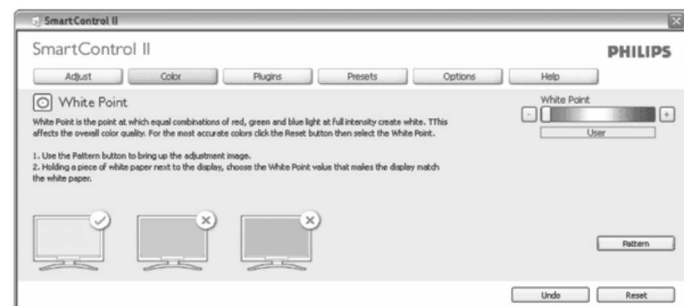 SmartControl II
SmartControl II
PHILIPS
Adjust Color Plugins Presets Options Help
White Point
White Point is the point at which equal combinations of red, green and blue light at full intensity create white. TThis
affects the overall color quality. For the most accurate colors click the Reset button then select the White Point.
1. Use the Pattern button to bring up the adjustment image.
2. Holding a piece of white paper next to the display, choose the White Point value that makes the display match
the white paper.
White Point
- +
User
Pattern
Undo Reset